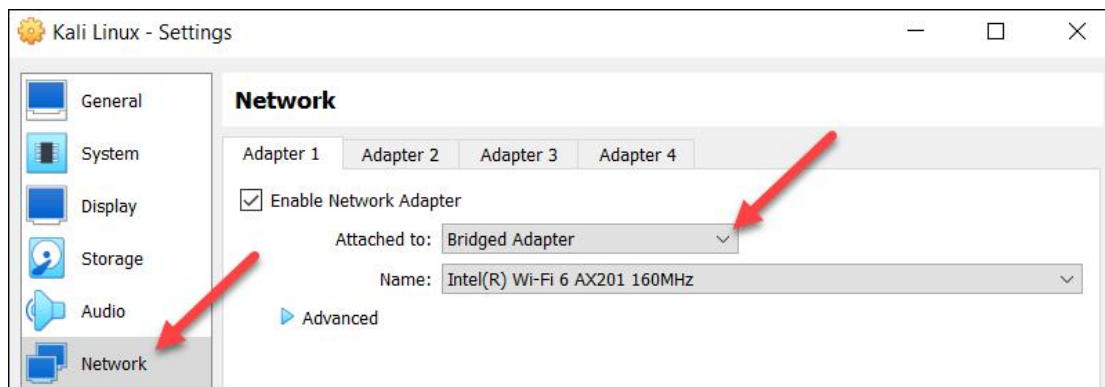 Kali Linux - Settings
General
System
Display
Storage
Audio
Network
Network
Adapter 1 Adapter 2 Adapter 3 Adapter 4
Enable Network Adapter
Attached to: Bridged Adapter
Name: Intel(R) Wi-Fi 6 AX201 160MHz
Advanced